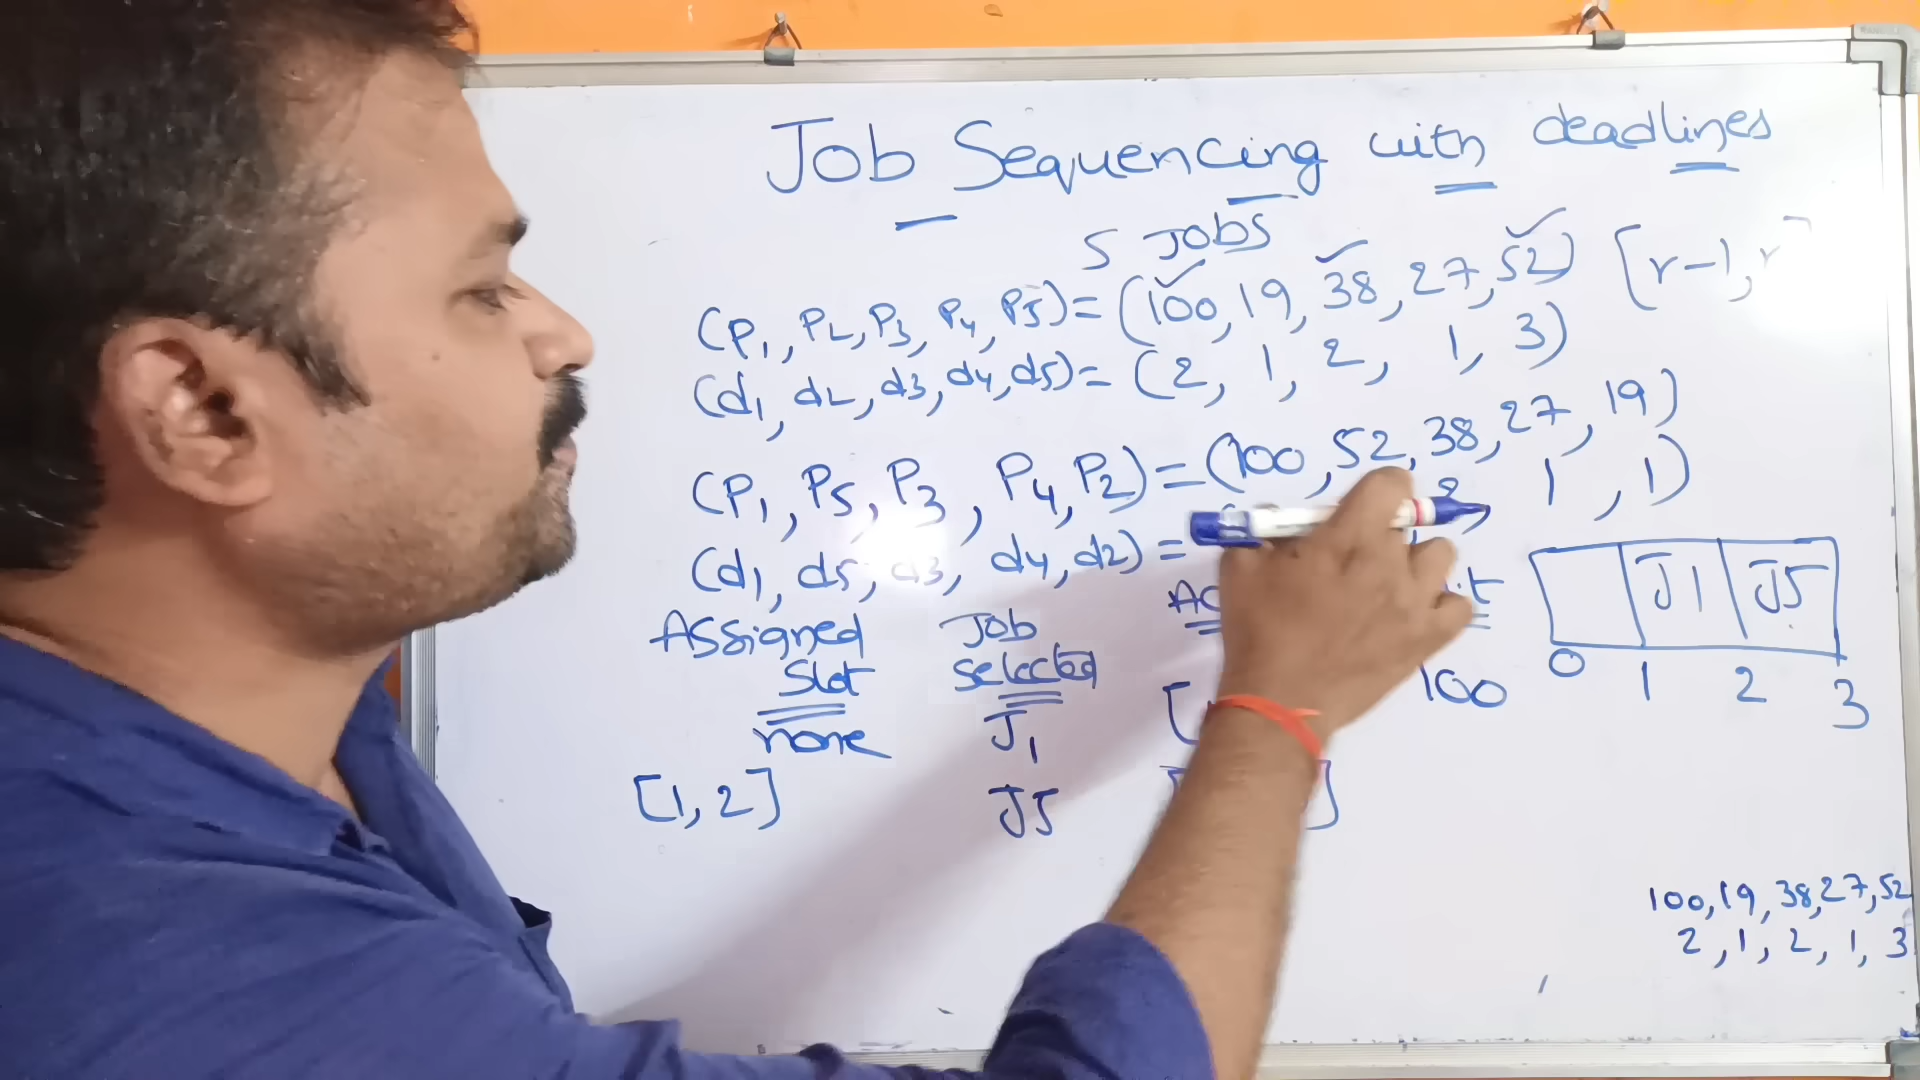 Job Sequencing with deadlines
5 JOBS
(P1, P2, P3, P4, P5) = (100, 19, 38, 27, 52) [r-1, r
(d1, d2, d3, d4, d5) = (2, 1, 2, 1, 3)
(P1, P5, P3, P4, P2) = (100, 52, 38, 27, 19)
(d1, d5, d3, d4, d2) = 2, 1, 1)
Assigned Slot
Job selected
none J1 100
[1,2] J5
J1 J5
0 1 2 3
100, 19, 38, 27, 52
2, 1, 2, 1, 3